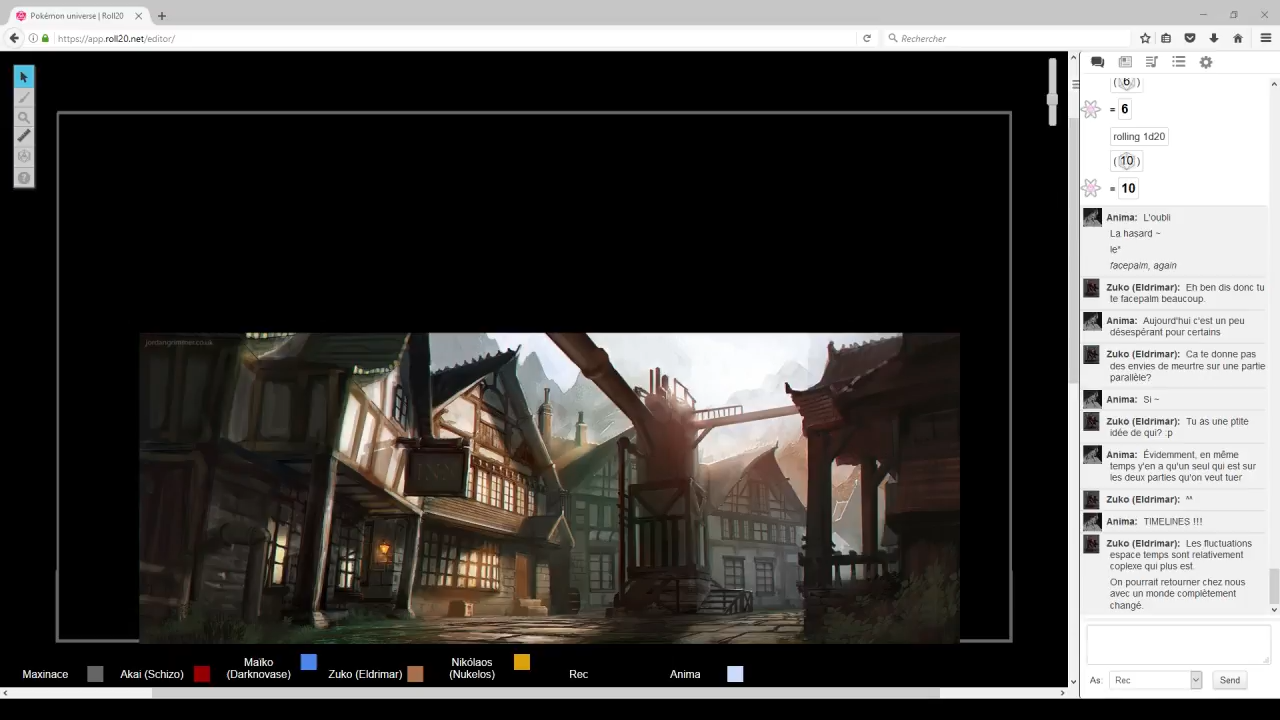 Pokémon universe | Roll20
https://app.roll20.net/editor/
Rechercher
(6)
= 6
rolling 1d20
(10)
= 10
Anima: L'oubli
La hasard ~
le*
facepalm, again
Zuko (Eldrimar): Eh ben dis donc tu
te facepalm beaucoup.
Anima: Aujourd'hui c'est un peu
désespérant pour certains
Zuko (Eldrimar): Ca te donne pas
des envies de meurtre sur une partie
parallèle?
Anima: Si ~
Zuko (Eldrimar): Tu as une ptite
idée de qui? :p
Anima: Évidemment, en même
temps y'en a qu'un seul qui est sur
les deux parties qu'on veut tuer
Zuko (Eldrimar): ^^
Anima: TIMELINES !!!
Zuko (Eldrimar): Les fluctuations
espace temps sont relativement
coplexe qui plus est.
On pourrait retourner chez nous
avec un monde complètement
changé.
As: Rec
Send
jordangrimmer.co.uk
INN
Maxinace
Akai (Schizo)
Maïko
(Darknovase)
Zuko (Eldrimar)
Nikólaos
(Nukelos)
Rec
Anima